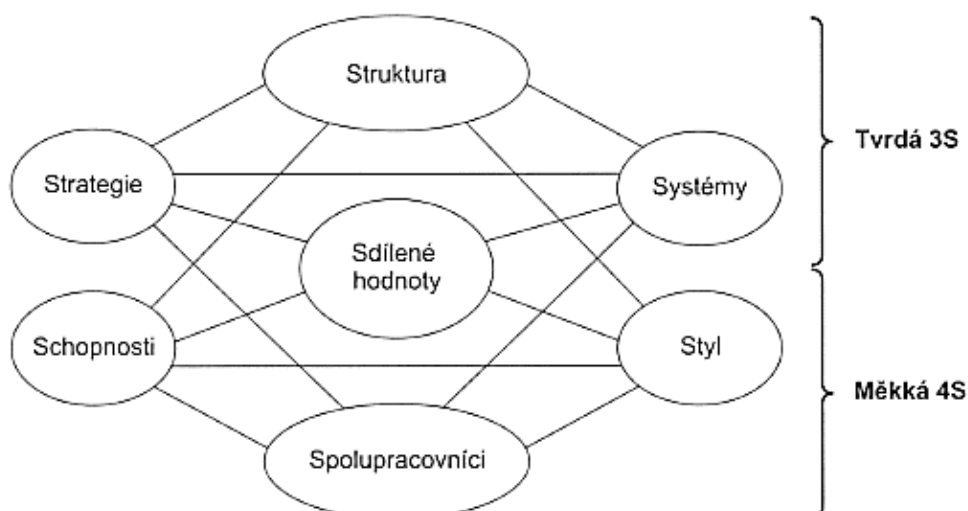 Struktura
Tvrdá 3S
Strategie
Systémy
Sdílené
hodnoty
Schopnosti
Styl
Měkká 4S
Spolupracovníci